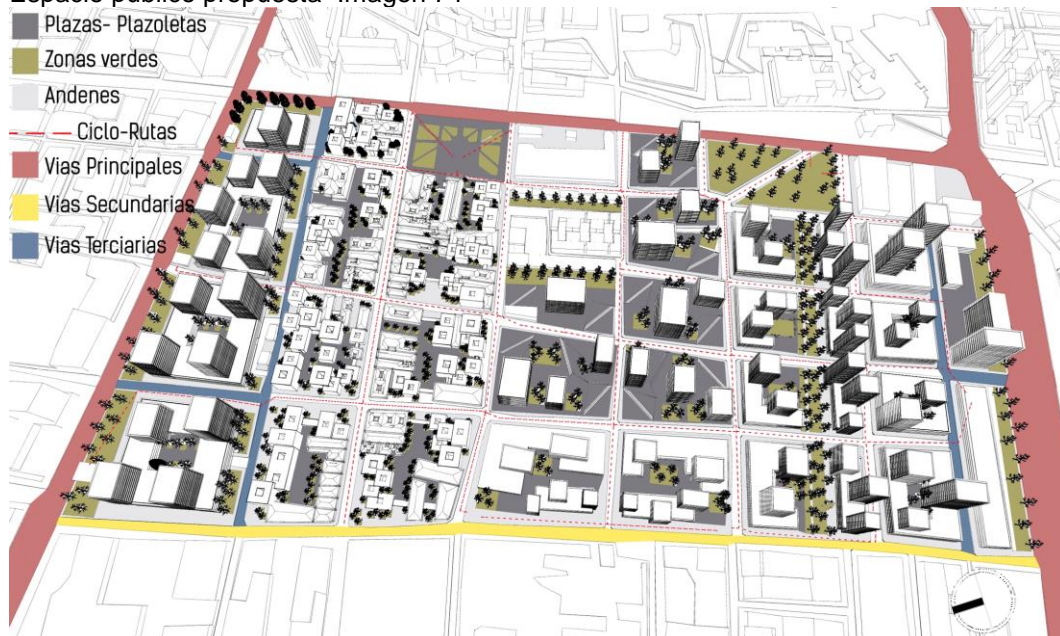 Plazas- Plazoletas
Zonas verdes
Andenes
Ciclo-Rutas
Vias Principales
Vias Secundarias
Vias Terciarias